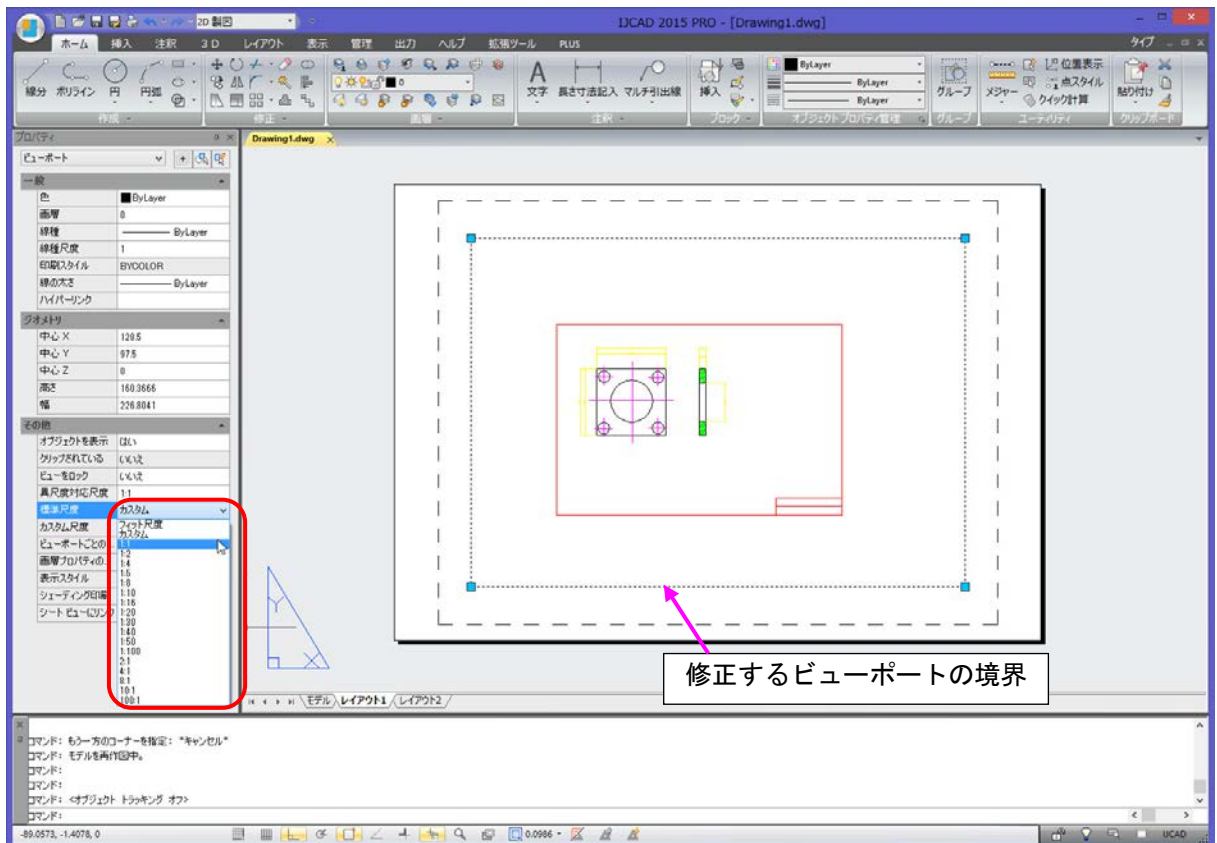 2D 製図
IJCAD 2015 PRO - [Drawing1.dwg]
ホーム 挿入 注釈 3D レイアウト 表示 管理 出力 ヘルプ 拡張ツール PLUS
タイプ
線分 ポリライン 円 円弧
文字 長さ寸法記入 マルチ引出線
挿入
ByLayer
ByLayer
ByLayer
グループ
メジャー
位置表示
点スタイル
クイック計算
貼り付け
0
作成
修正
画層
注釈
ブロック
オブジェクト プロパティ管理
グループ
ユーティリティ
クリップボード
プロパティ
Drawing1.dwg
ビューポート
一般
色 ByLayer
画層 0
線種 ByLayer
線種尺度 1
印刷スタイル BYCOLOR
線の太さ ByLayer
ハイパーリンク
ジオメトリ
中心 X 128.5
中心 Y 97.5
中心 Z 0
高さ 160.3666
幅 226.8041
その他
オブジェクトを表示 はい
クリップされている いいえ
ビューをロック いいえ
異尺度対応尺度 1:1
標準尺度 カスタム
カスタム尺度
ビューポートごとの
画層プロパティの
表示スタイル
シェーディング印刷
シート ビューにリンク
フィット尺度
カスタム
1:1
1:2
1:4
1:5
1:8
1:10
1:16
1:20
1:30
1:40
1:50
1:100
2:1
4:1
8:1
10:1
100:1
Y
X
修正するビューポートの境界
モデル レイアウト1 レイアウト2
コマンド: もう一方のコーナーを指定: *キャンセル*
コマンド: モデルを再作図中。
コマンド:
コマンド:
コマンド: <オブジェクト トラッキング オフ>
コマンド:
-89.0573, -1.4078, 0
0.0986
IJCAD